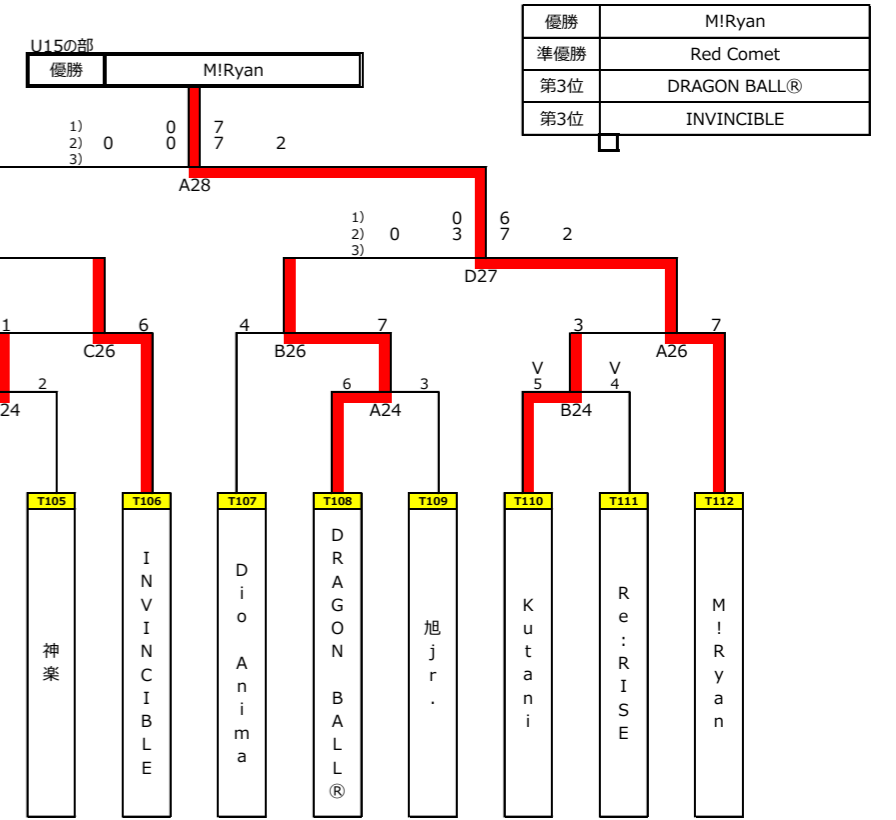 優勝 M!Ryan
準優勝 Red Comet
第3位 DRAGON BALL®
第3位 INVINCIBLE
U15の部
優勝 M!Ryan
1) 0 7
2) 0 0 7 2
3)
A28
1) 0 6
2) 0 3 7 2
3)
D27
1 6 4 7 3 7
C26 B26 A26
V V
2 6 3 5 4
24 A24 B24
T105 T106 T107 T108 T109 T110 T111 T112
神楽
INVINCIBLE
Dio Anima
DRAGON BALL®
旭jr.
Kutani
Re:RISE
M!Ryan